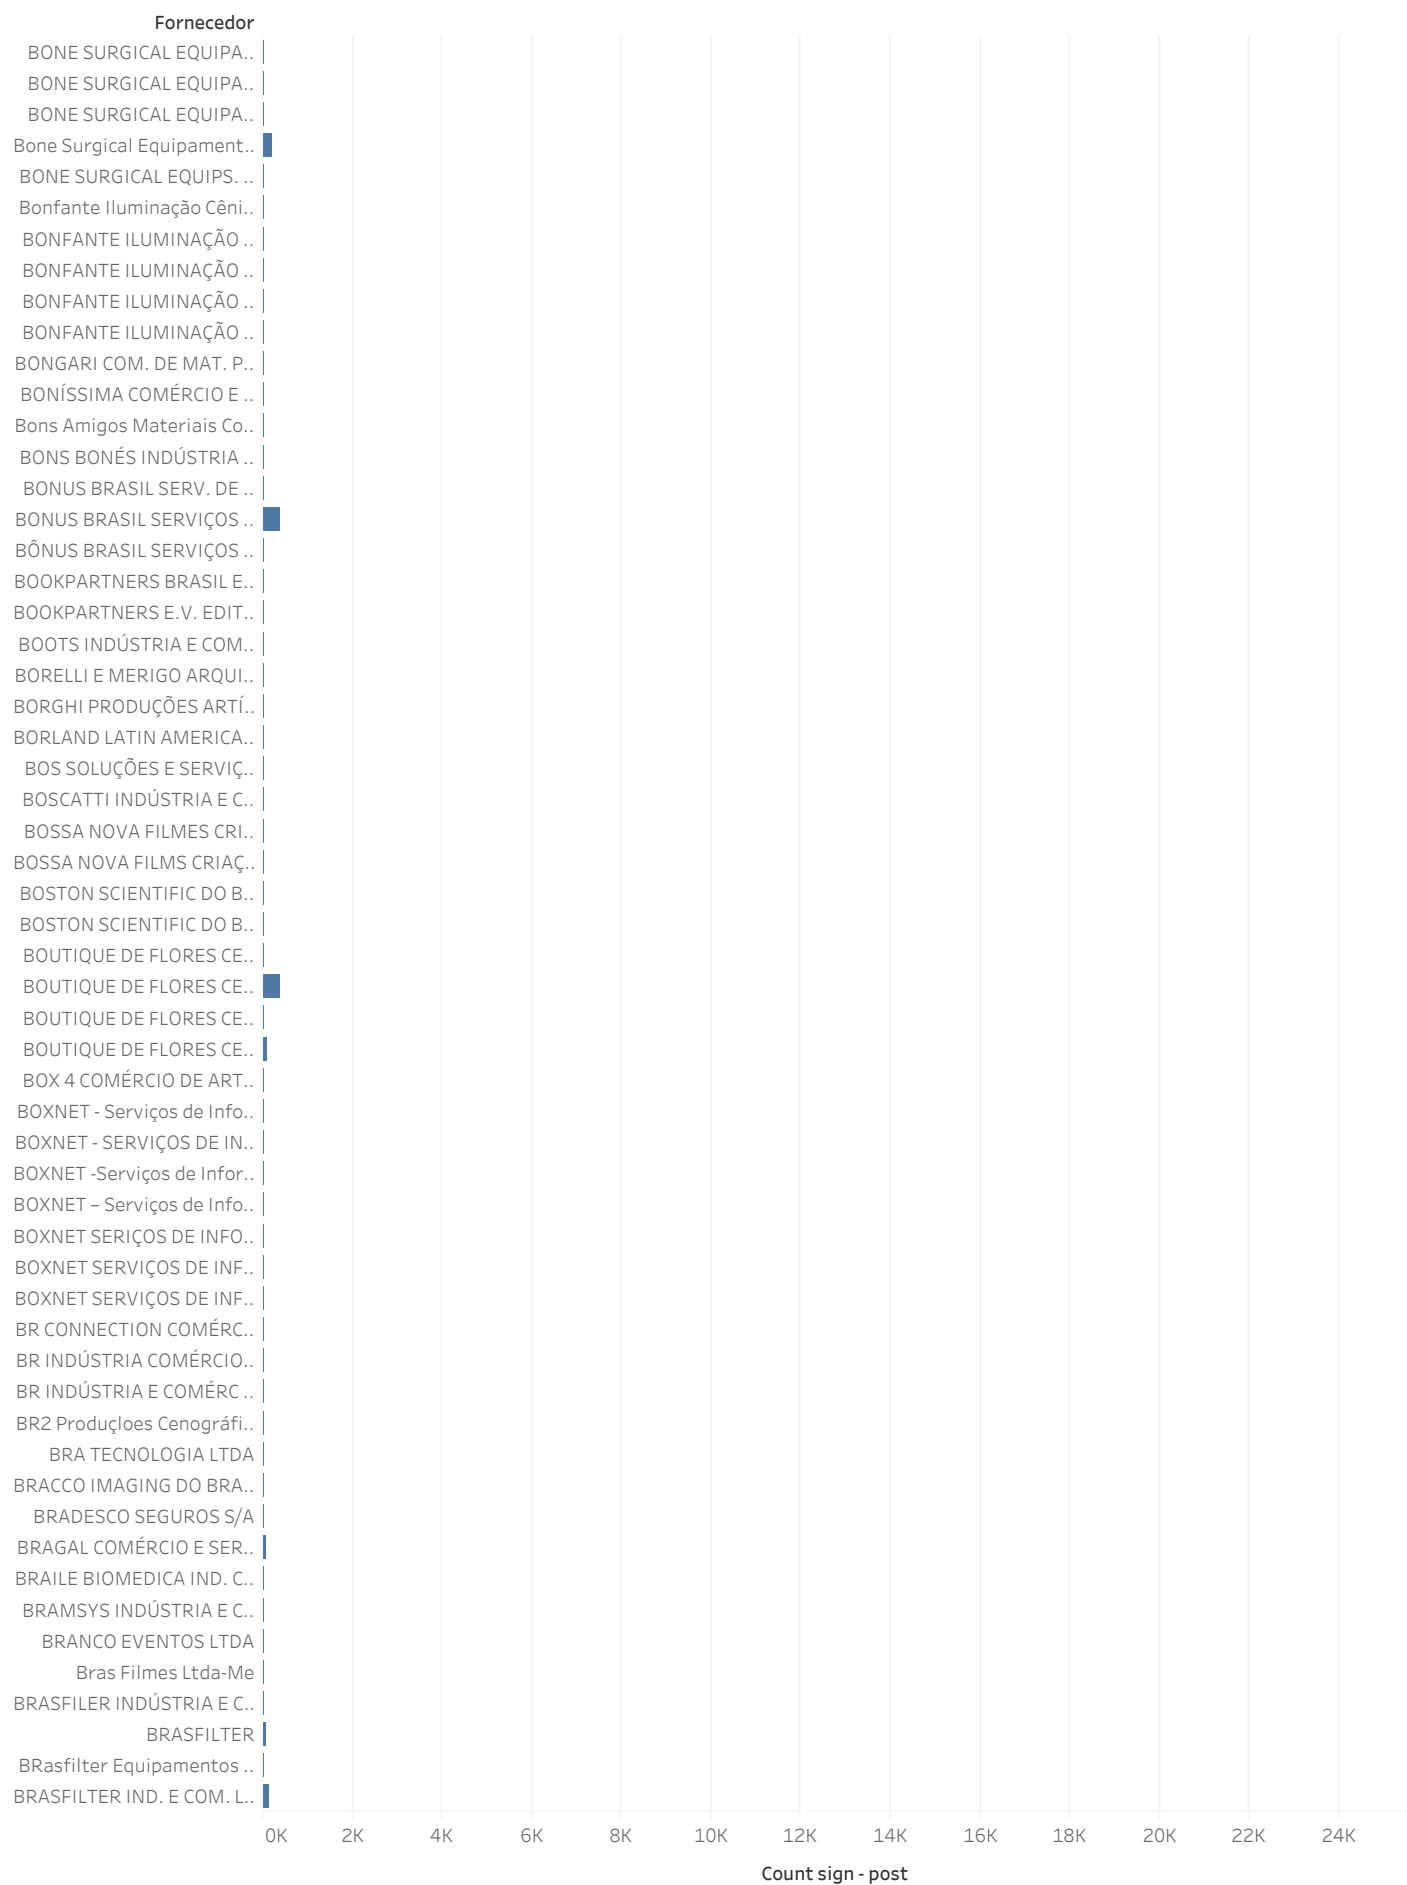 Fornecedor
BONE SURGICAL EQUIPA..
BONE SURGICAL EQUIPA..
BONE SURGICAL EQUIPA..
Bone Surgical Equipament..
BONE SURGICAL EQUIPS. ..
Bonfante Iluminação Cêni..
BONFANTE ILUMINAÇÃO ..
BONFANTE ILUMINAÇÃO ..
BONFANTE ILUMINAÇÃO ..
BONFANTE ILUMINAÇÃO ..
BONGARI COM. DE MAT. P..
BONÍSSIMA COMÉRCIO E ..
Bons Amigos Materiais Co..
BONS BONÉS INDÚSTRIA ..
BONUS BRASIL SERV. DE ..
BONUS BRASIL SERVIÇOS ..
BÔNUS BRASIL SERVIÇOS ..
BOOKPARTNERS BRASIL E..
BOOKPARTNERS E.V. EDIT..
BOOTS INDÚSTRIA E COM..
BORELLI E MERIGO ARQUI..
BORGHI PRODUÇÕES ARTÍ..
BORLAND LATIN AMERICA..
BOS SOLUÇÕES E SERVIÇ..
BOSCATTI INDÚSTRIA E C..
BOSSA NOVA FILMES CRI..
BOSSA NOVA FILMS CRIAÇ..
BOSTON SCIENTIFIC DO B..
BOSTON SCIENTIFIC DO B..
BOUTIQUE DE FLORES CE..
BOUTIQUE DE FLORES CE..
BOUTIQUE DE FLORES CE..
BOUTIQUE DE FLORES CE..
BOX 4 COMÉRCIO DE ART..
BOXNET - Serviços de Info..
BOXNET - SERVIÇOS DE IN..
BOXNET -Serviços de Infor..
BOXNET – Serviços de Info..
BOXNET SERIÇOS DE INFO..
BOXNET SERVIÇOS DE INF..
BOXNET SERVIÇOS DE INF..
BR CONNECTION COMÉRC..
BR INDÚSTRIA COMÉRCIO..
BR INDÚSTRIA E COMÉRC ..
BR2 Produçloes Cenográfi..
BRA TECNOLOGIA LTDA
BRACCO IMAGING DO BRA..
BRADESCO SEGUROS S/A
BRAGAL COMÉRCIO E SER..
BRAILE BIOMEDICA IND. C..
BRAMSYS INDÚSTRIA E C..
BRANCO EVENTOS LTDA
Bras Filmes Ltda-Me
BRASFILER INDÚSTRIA E C..
BRASFILTER
BRasfilter Equipamentos ..
BRASFILTER IND. E COM. L..
0K 2K 4K 6K 8K 10K 12K 14K 16K 18K 20K 22K 24K
Count sign - post